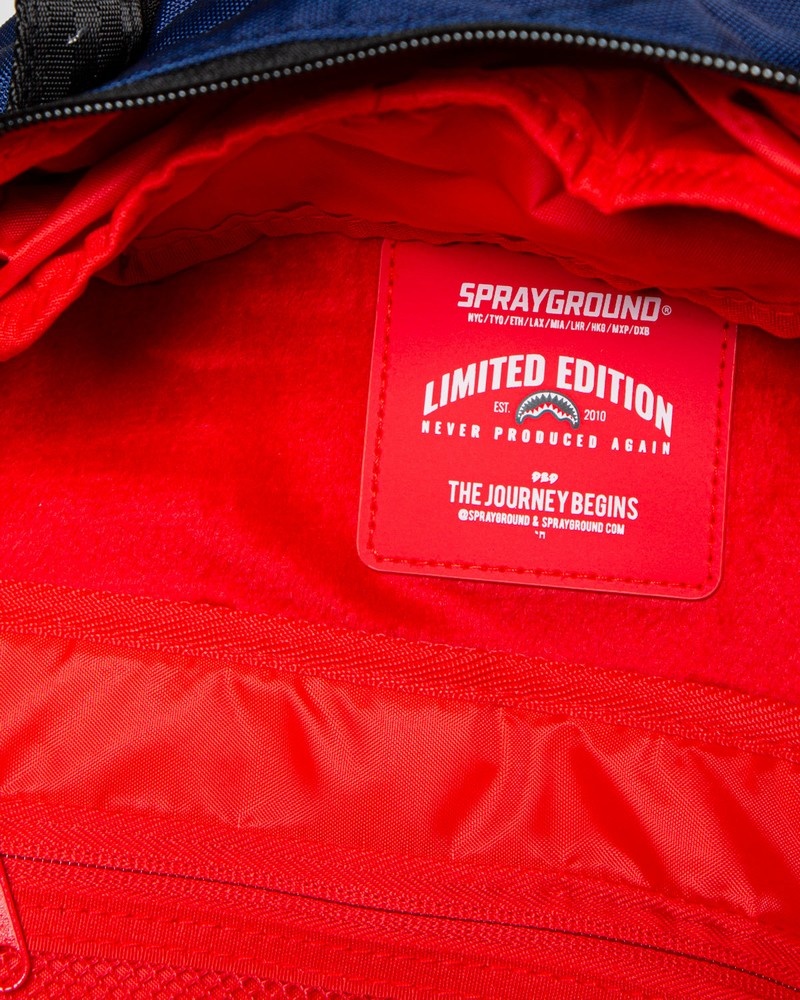 SPRAYGROUND®
NYC/TYO/ETH/LAX/MIA/LHR/HKG/MXP/DXB
LIMITED EDITION
EST. 2010
NEVER PRODUCED AGAIN
THE JOURNEY BEGINS
@SPRAYGROUND & SPRAYGROUND.COM